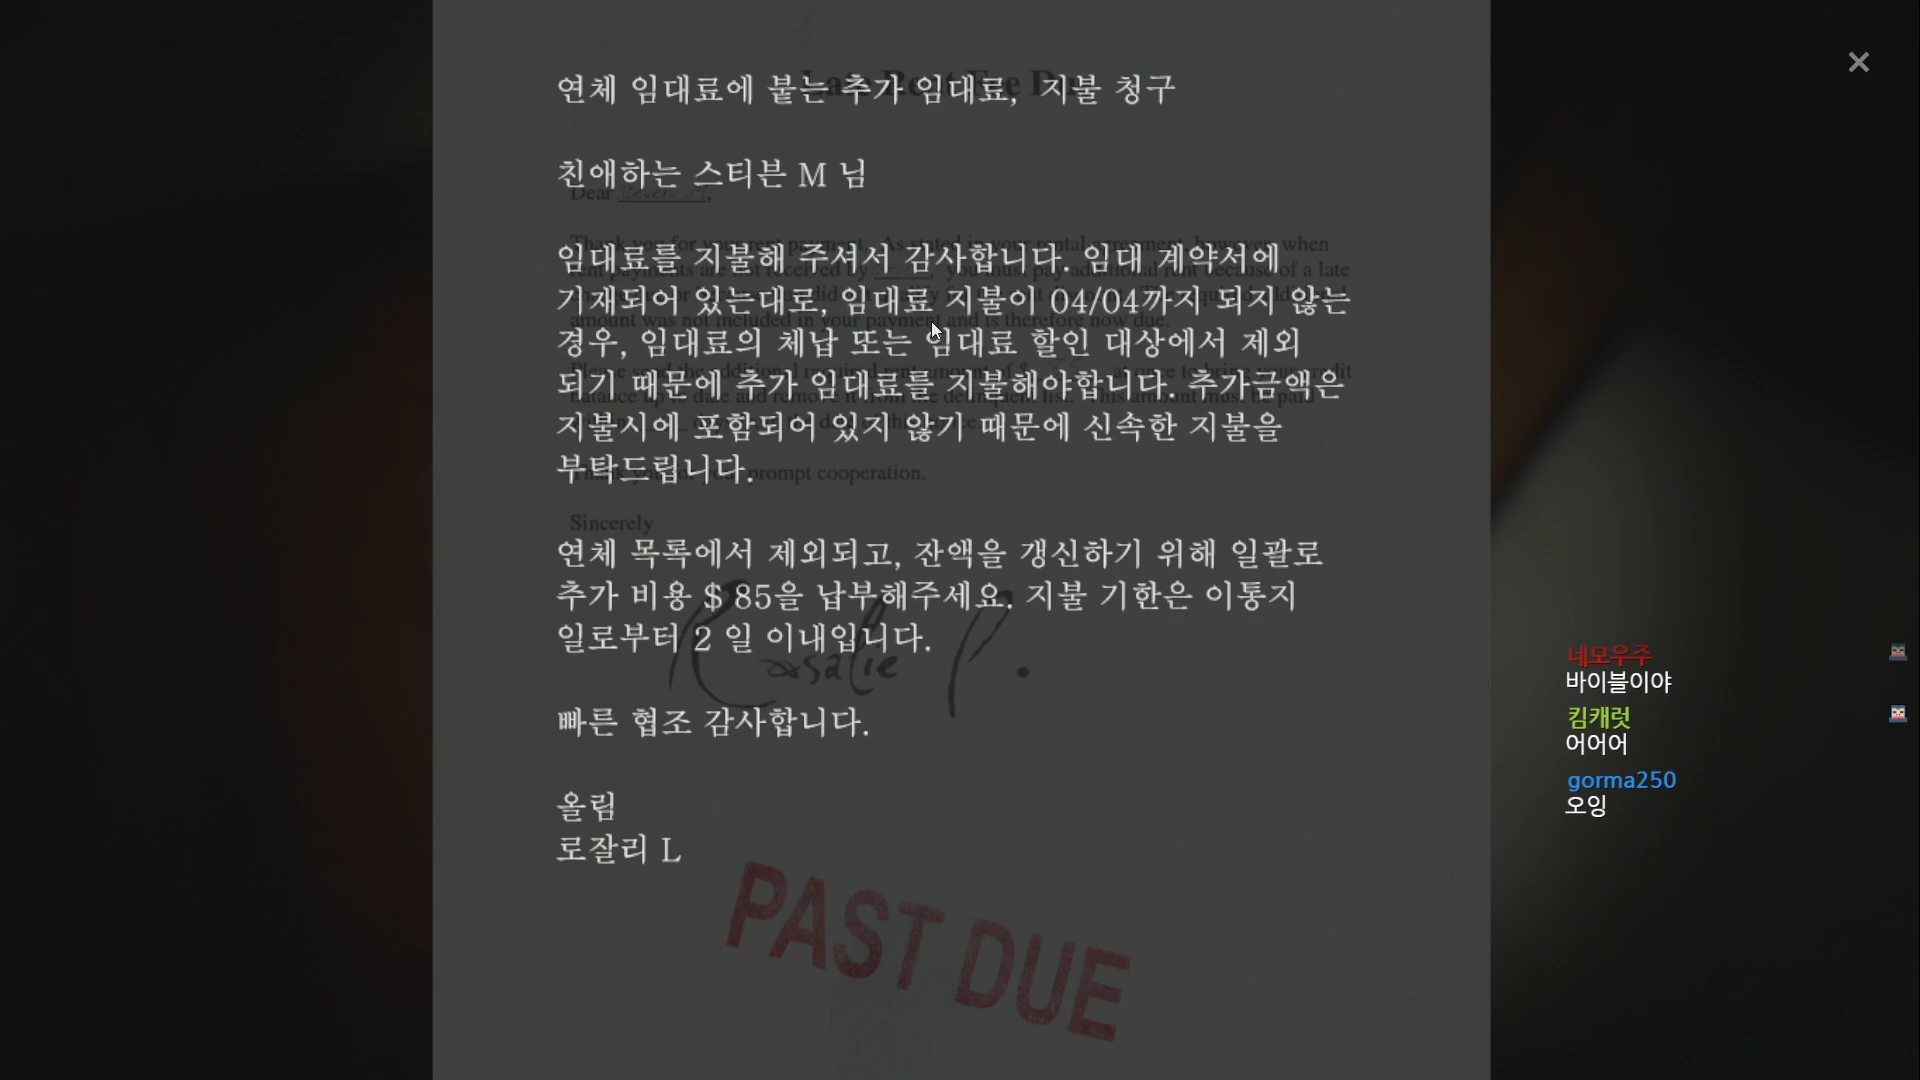 연체 임대료에 붙는 추가 임대료, 지불 청구
친애하는 스티븐 M 님
임대료를 지불해 주셔서 감사합니다. 임대 계약서에
기재되어 있는대로, 임대료 지불이 04/04까지 되지 않는
경우, 임대료의 체납 또는 임대료 할인 대상에서 제외
되기 때문에 추가 임대료를 지불해야합니다. 추가금액은
지불시에 포함되어 있지 않기 때문에 신속한 지불을
부탁드립니다.
연체 목록에서 제외되고, 잔액을 갱신하기 위해 일괄로
추가 비용 $ 85을 납부해주세요. 지불 기한은 이통지
일로부터 2 일 이내입니다.
빠른 협조 감사합니다.
올림
로잘리 L
Dear
prompt cooperation.
Sincerely
Rosalie P.
PAST DUE
네모우주
바이블이야
킴캐럿
어어어
gorma250
오잉